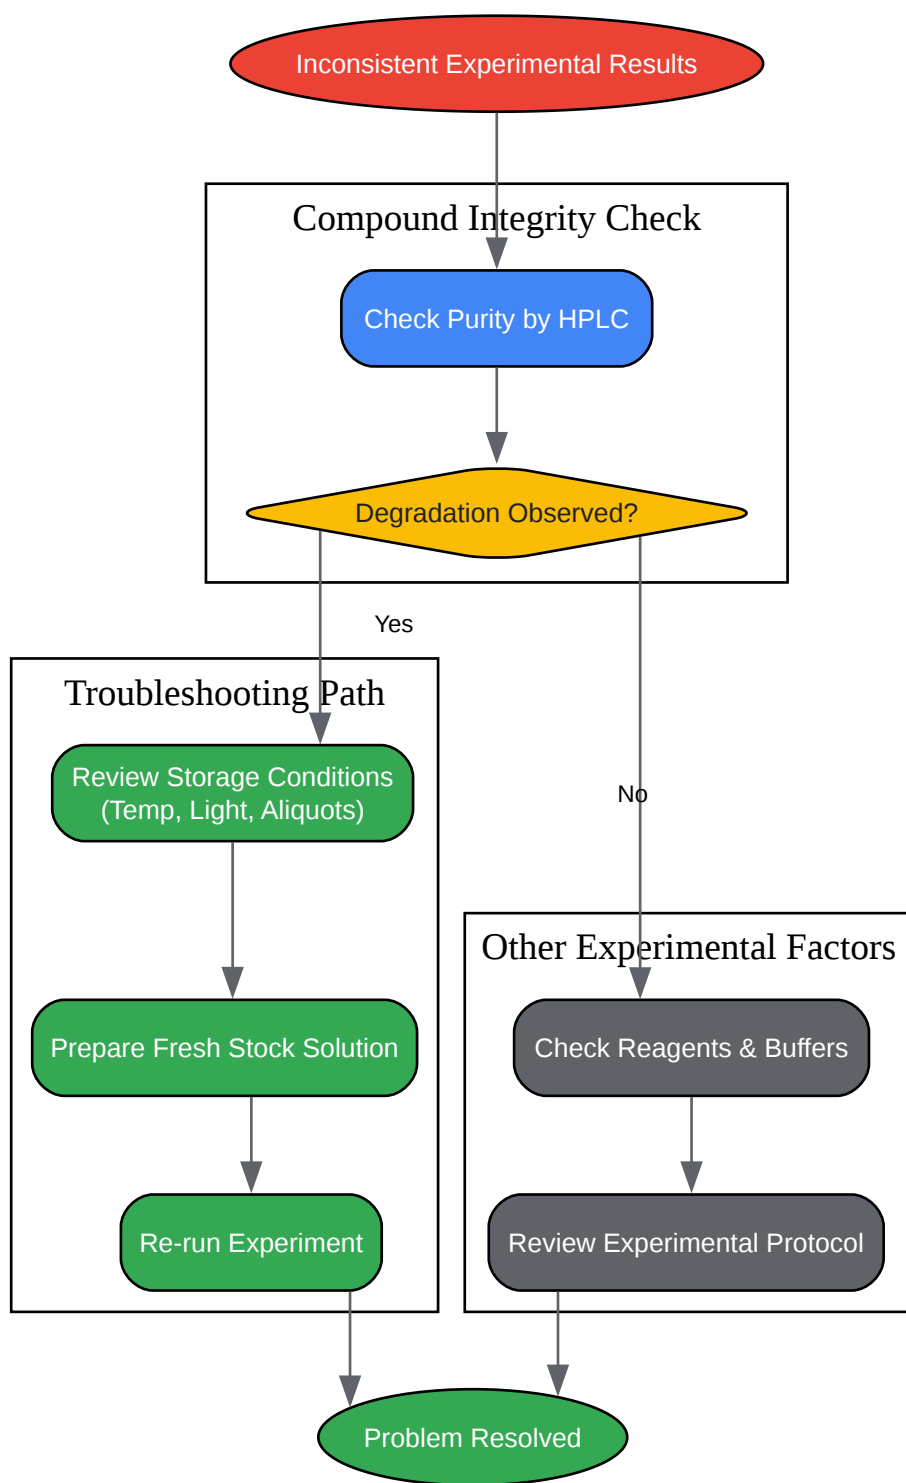 Inconsistent Experimental Results
Compound Integrity Check
Check Purity by HPLC
Degradation Observed?
Yes
Troubleshooting Path
Review Storage Conditions
(Temp, Light, Aliquots)
No
Other Experimental Factors
Prepare Fresh Stock Solution
Check Reagents & Buffers
Re-run Experiment
Review Experimental Protocol
Problem Resolved